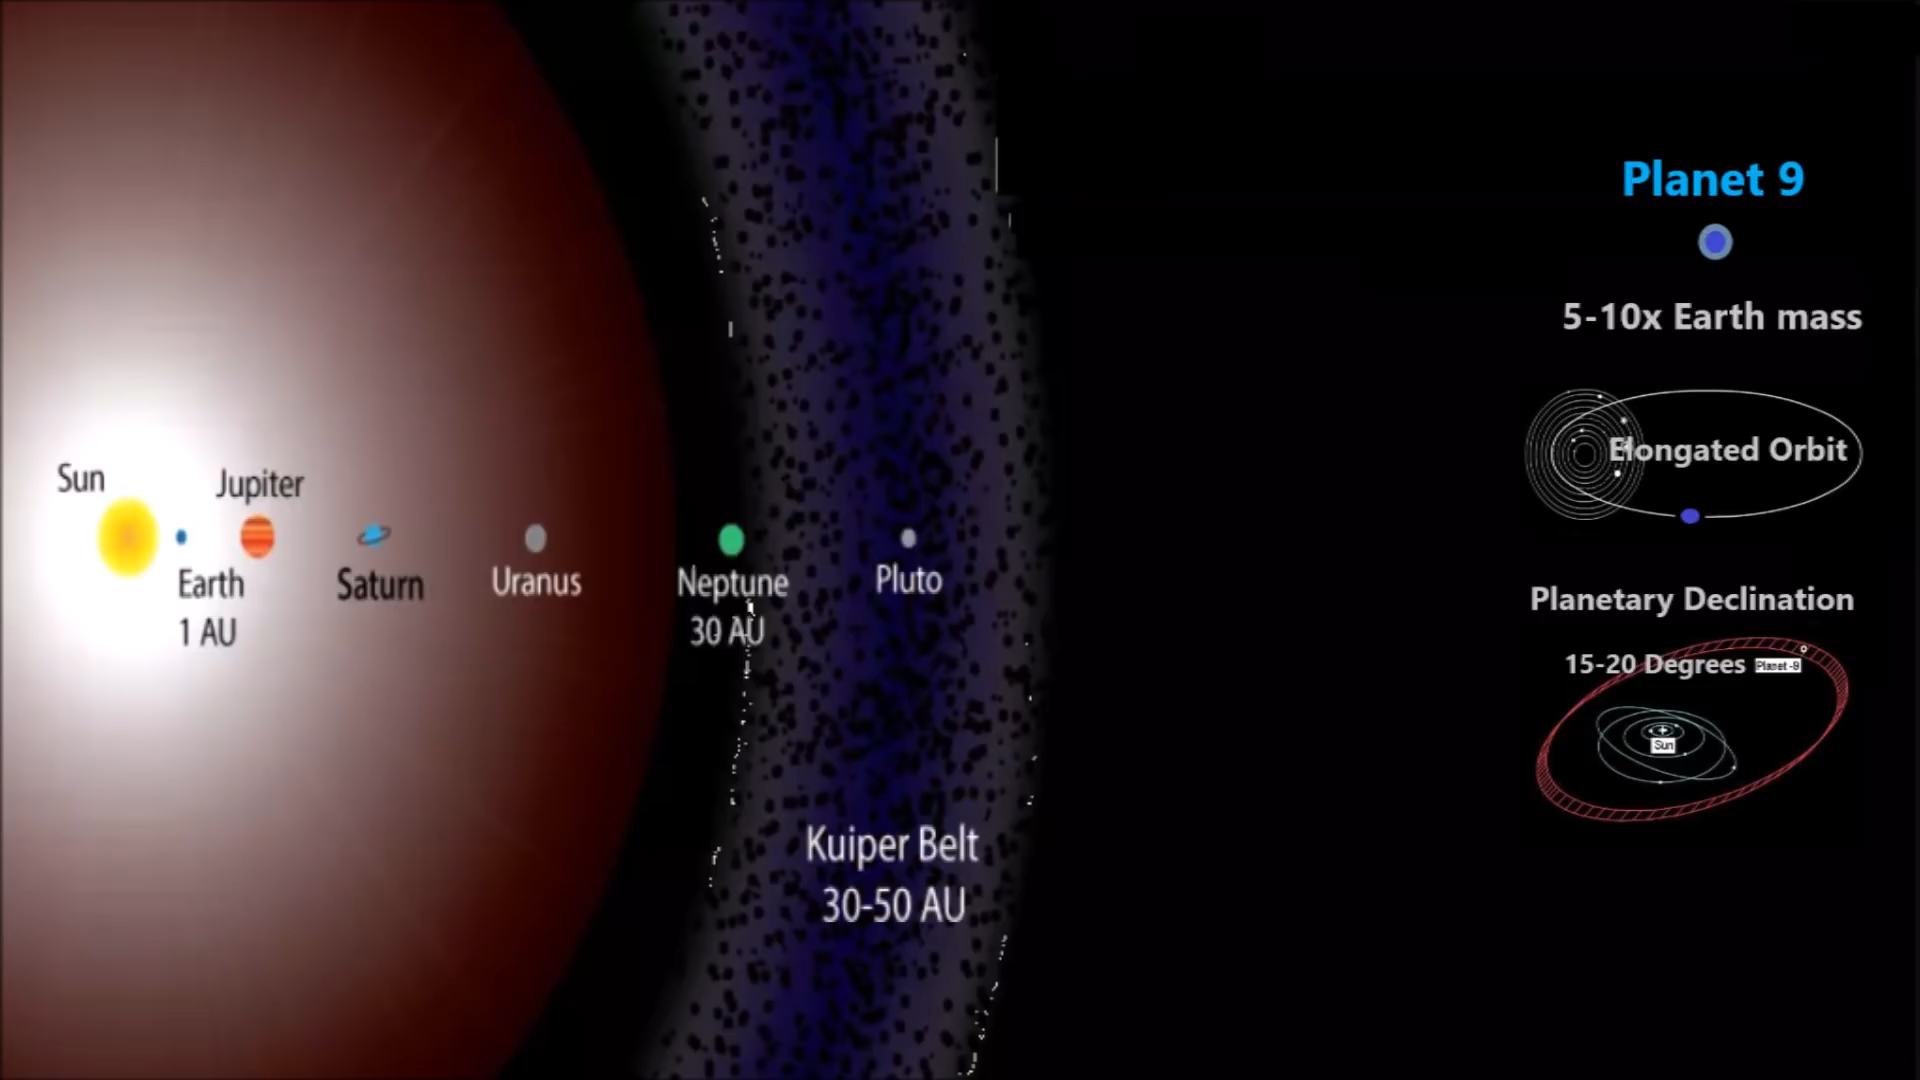 Sun
Jupiter
Earth
1 AU
Saturn
Uranus
Neptune
30 AU
Pluto
Kuiper Belt
30-50 AU
Planet 9
5-10x Earth mass
Elongated Orbit
Planetary Declination
15-20 Degrees
Planet -9
Sun